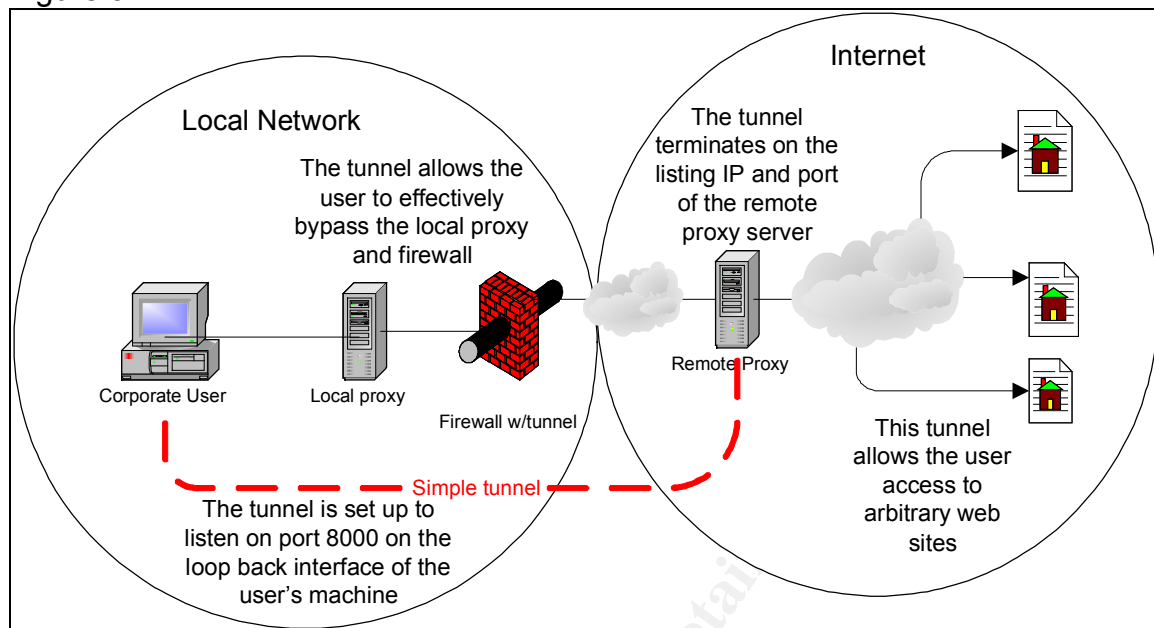 Internet
Local Network
The tunnel allows the
user to effectively
bypass the local proxy
and firewall
The tunnel
terminates on the
listing IP and port
of the remote
proxy server
Corporate User
Local proxy
Firewall w/tunnel
Remote Proxy
Simple tunnel
The tunnel is set up to
listen on port 8000 on the
loop back interface of the
user's machine
This tunnel
allows the user
access to
arbitrary web
sites